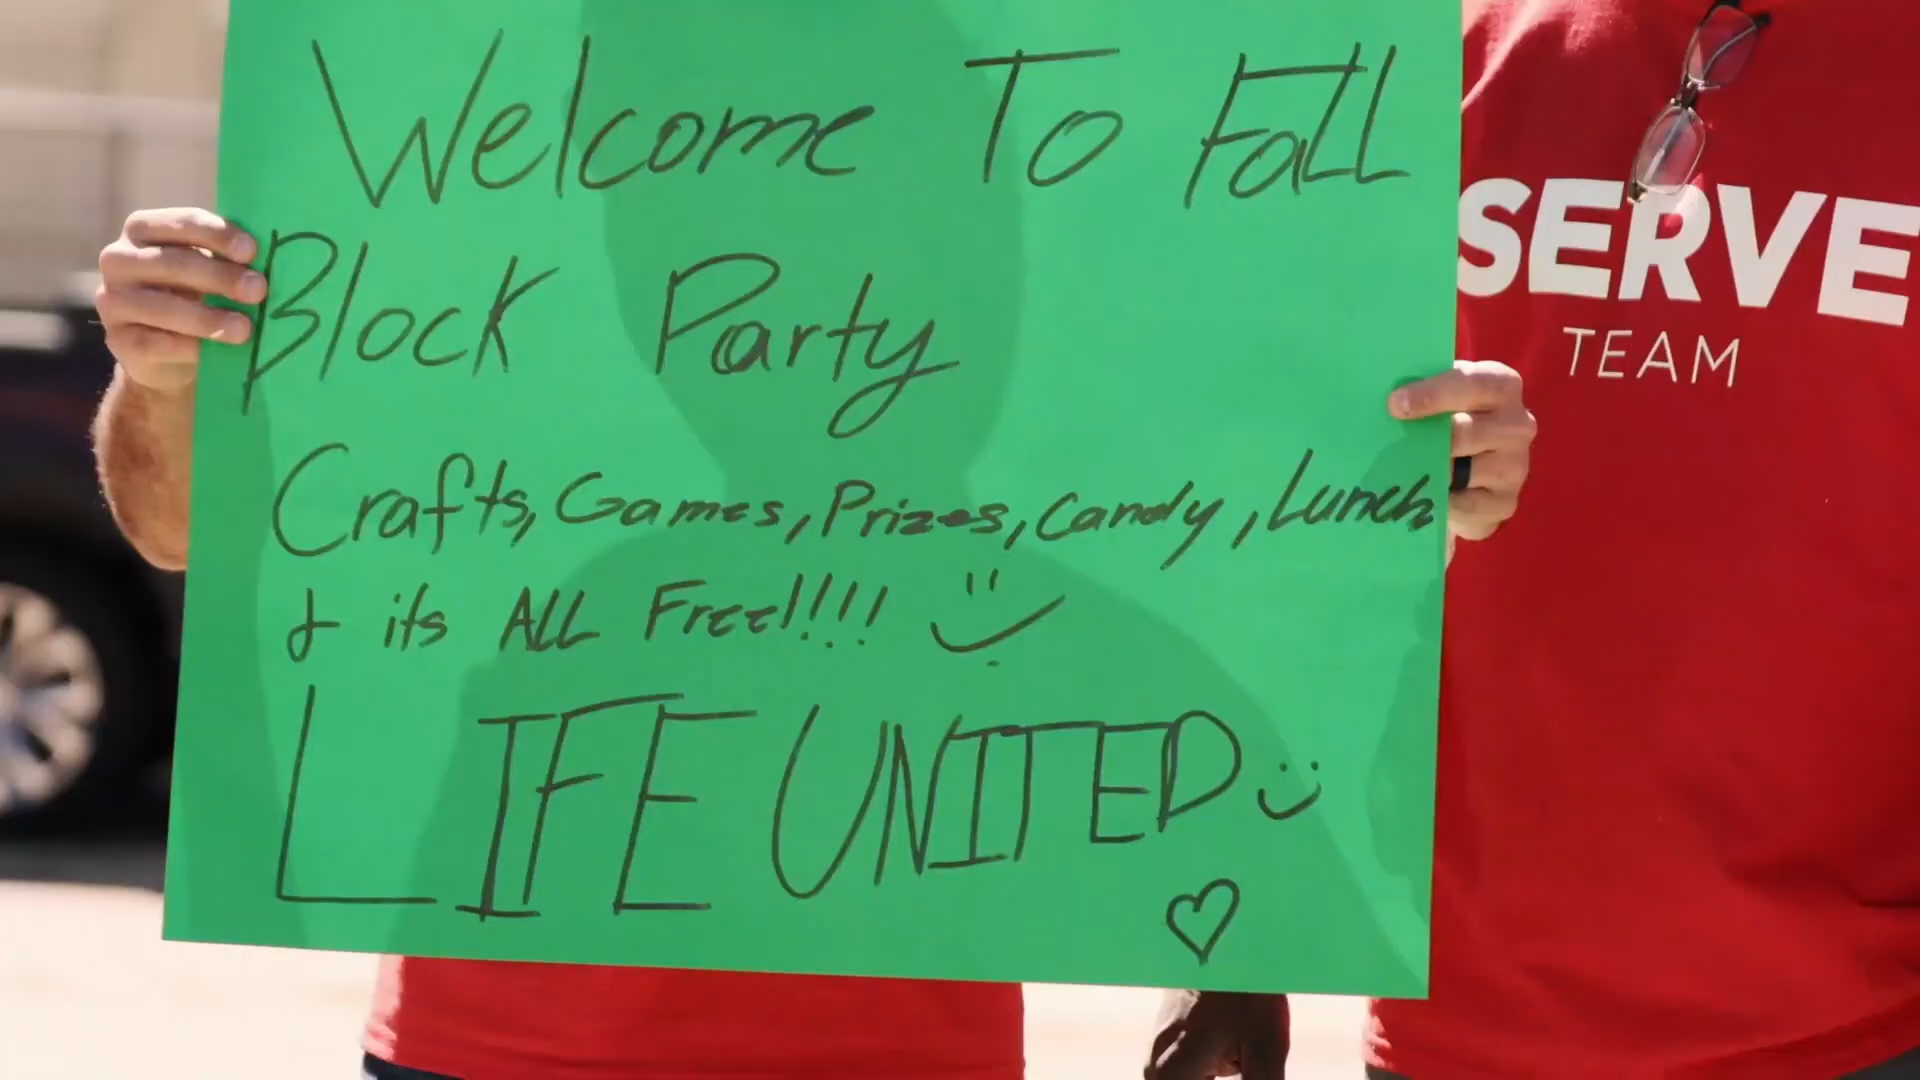 Welcome To Fall
Block Party
Crafts, Games, Prizes, Candy, Lunch
& its ALL Free!!!!
LIFE UNITED
SERVE
TEAM